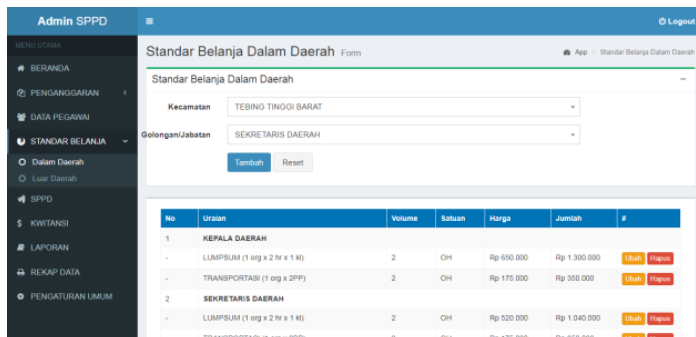 Admin SPPD
Logout
MENU UTAMA
Standar Belanja Dalam Daerah Form
App > Standar Belanja Dalam Daerah
BERANDA
PENGANGGARAN
DATA PEGAWAI
STANDAR BELANJA
Dalam Daerah
Luar Daerah
SPPD
KWITANSI
LAPORAN
REKAP DATA
PENGATURAN UMUM
Standar Belanja Dalam Daerah
Kecamatan TEBING TINGGI BARAT
Golongan/Jabatan SEKRETARIS DAERAH
Tambah Reset
No Uraian Volume Satuan Harga Jumlah #
1 KEPALA DAERAH
- LUMPSUM (1 org x 2 hr x 1 kl) 2 OH Rp 650.000 Rp 1.300.000 Ubah Hapus
- TRANSPORTASI (1 org x 2PP) 2 OH Rp 175.000 Rp 350.000 Ubah Hapus
2 SEKRETARIS DAERAH
- LUMPSUM (1 org x 2 hr x 1 kl) 2 OH Rp 520.000 Rp 1.040.000 Ubah Hapus